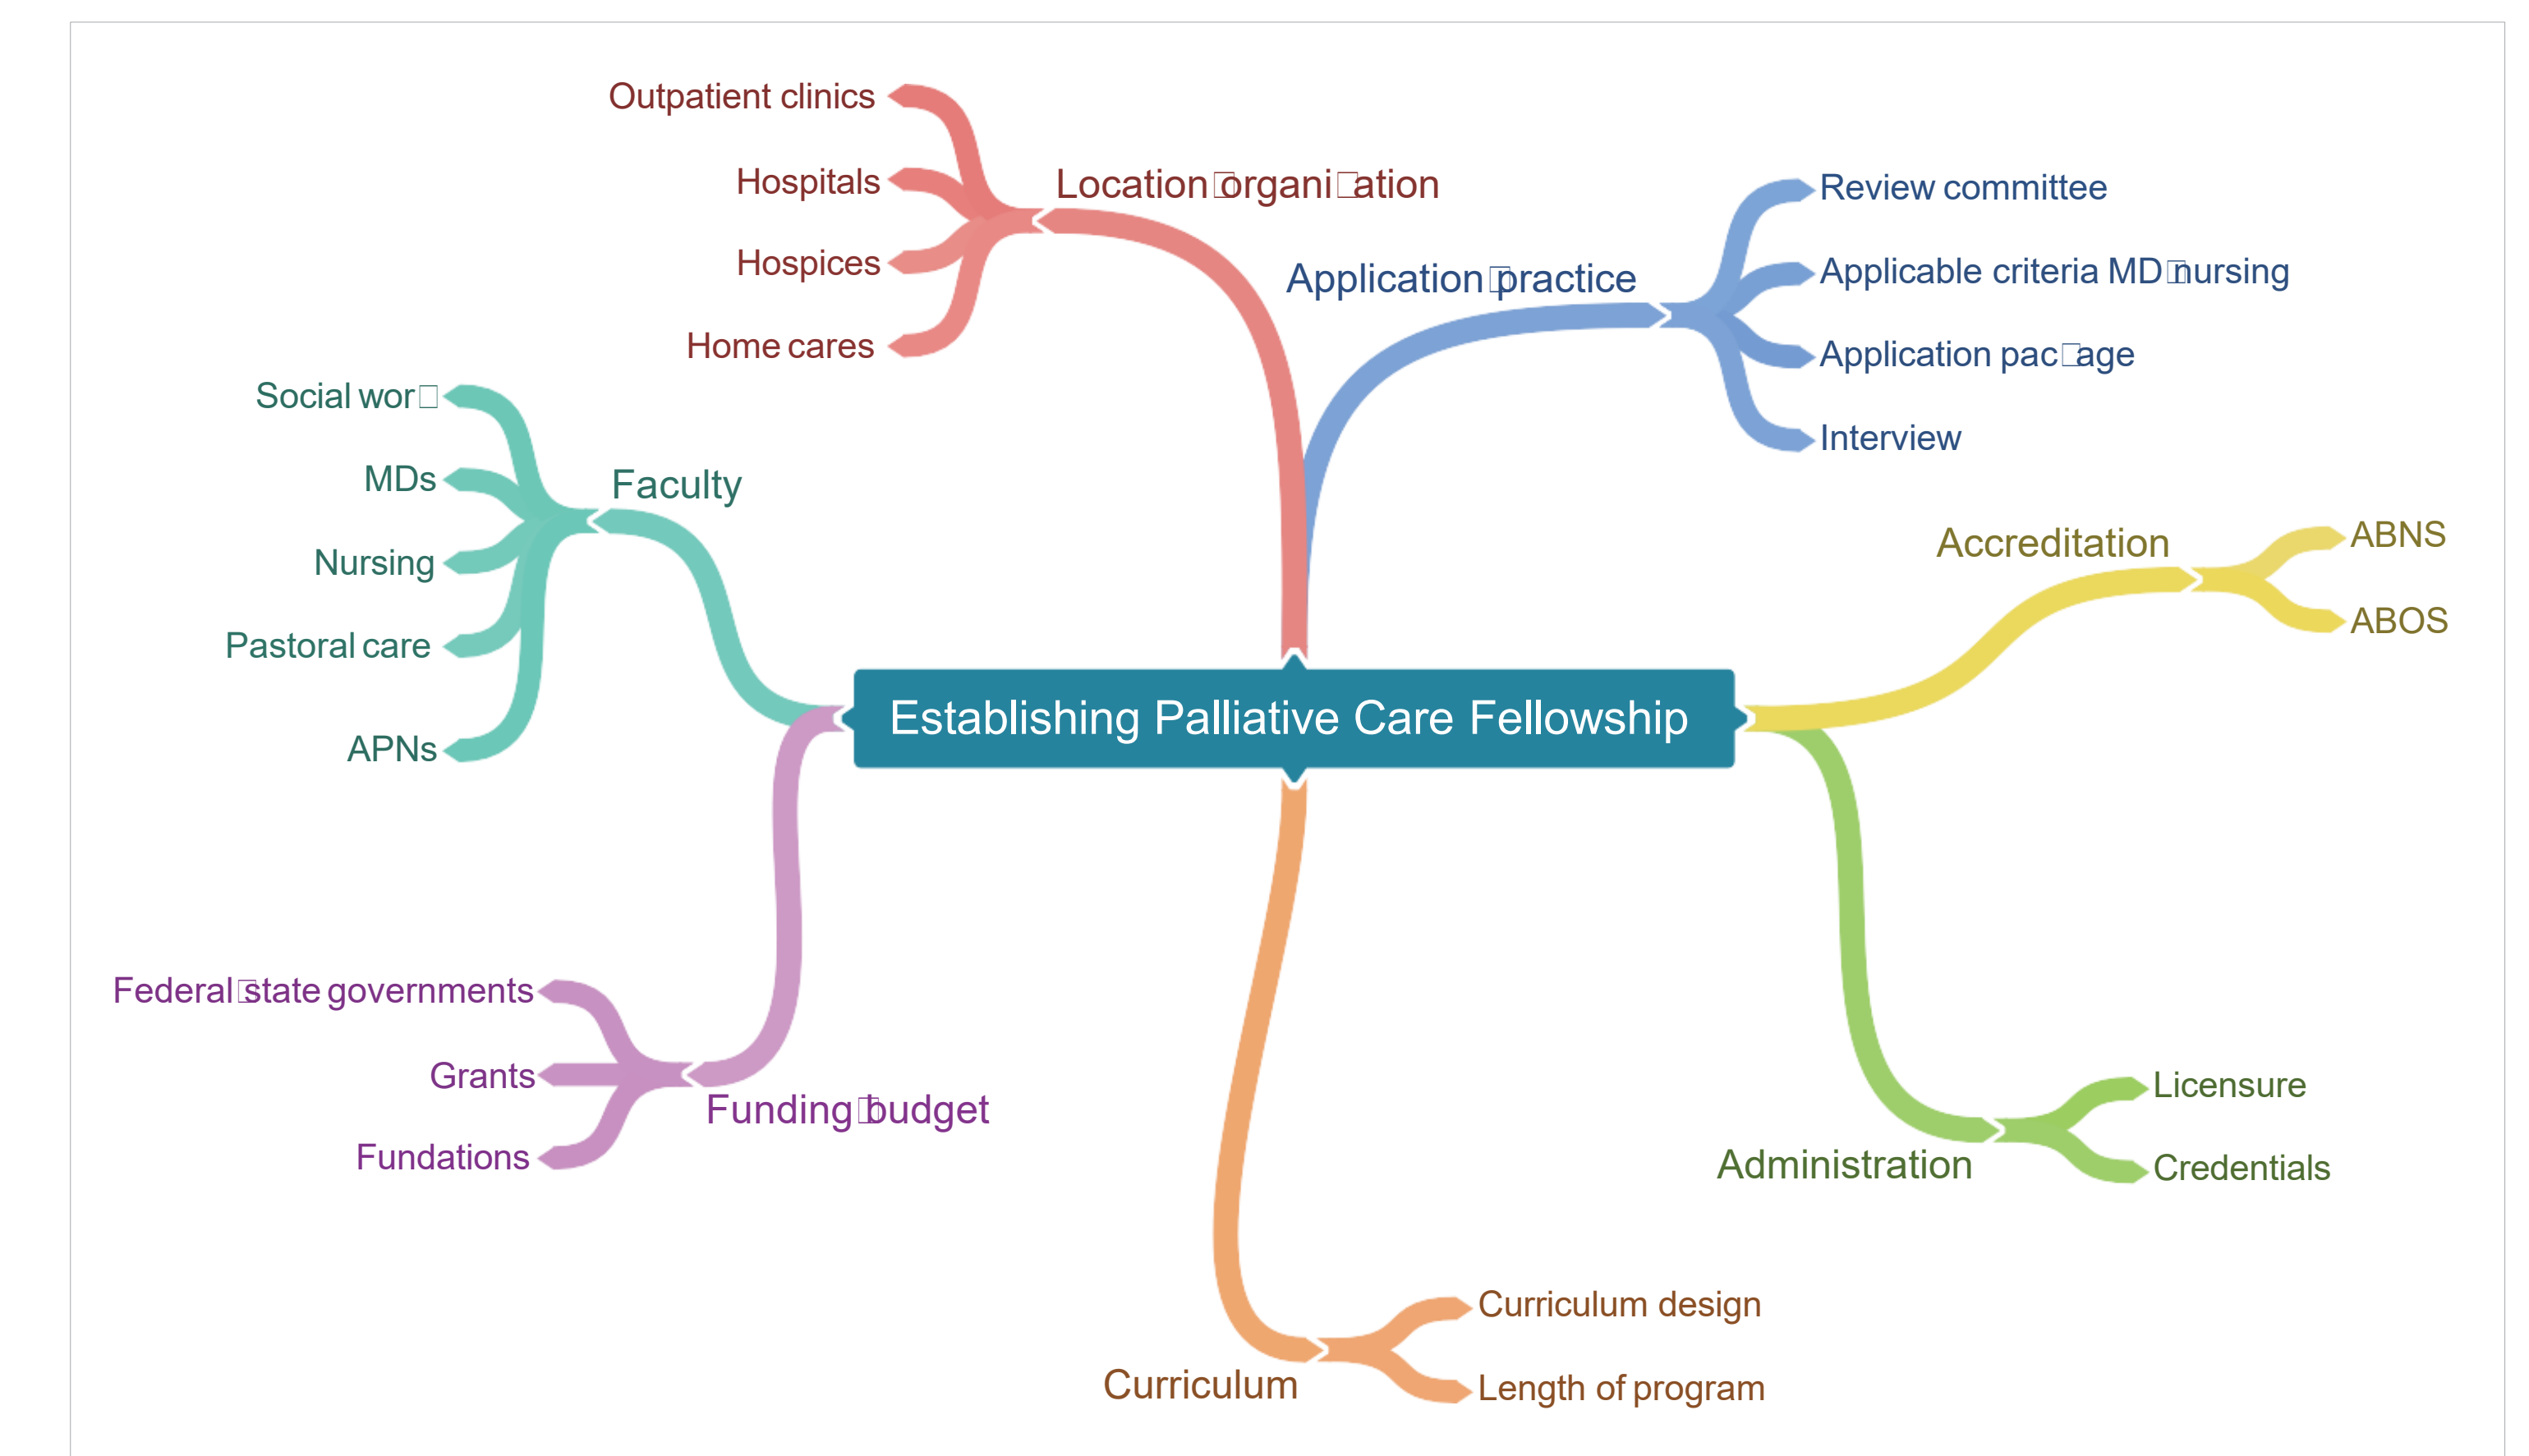 Outpatient clinics
Hospitals
Hospices
Home cares
Location□organi□ation
Application□practice
Review committee
Applicable criteria MD□nursing
Application pac□age
Interview
Social wor□
MDs
Nursing
Pastoral care
APNs
Faculty
Accreditation
ABNS
ABOS
Establishing Palliative Care Fellowship
Federal□state governments
Grants
Fundations
Funding□budget
Licensure
Credentials
Administration
Curriculum design
Length of program
Curriculum